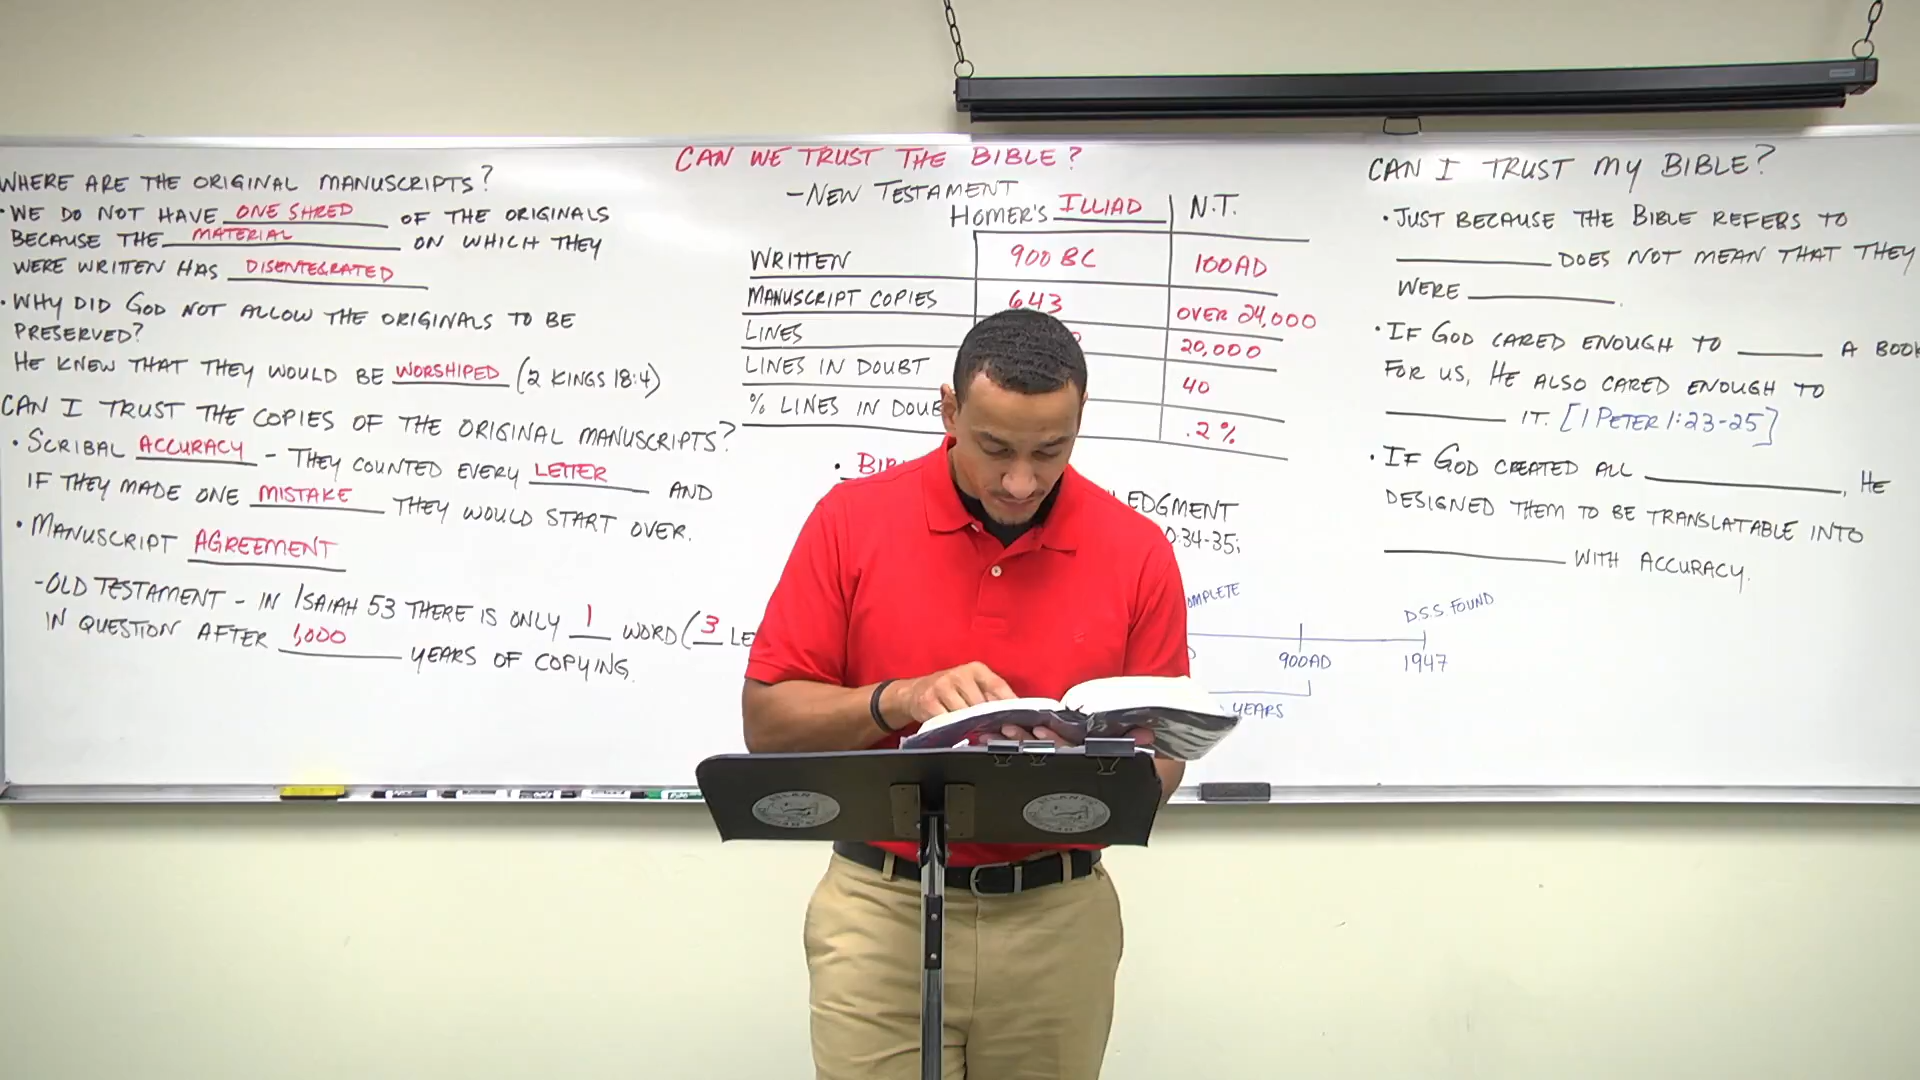 CAN WE TRUST THE BIBLE?
WHERE ARE THE ORIGINAL MANUSCRIPTS?
• WE DO NOT HAVE ONE SHRED OF THE ORIGINALS
BECAUSE THE MATERIAL ON WHICH THEY
WERE WRITTEN HAS DISENTEGRATED
• WHY DID GOD NOT ALLOW THE ORIGINALS TO BE
PRESERVED?
HE KNEW THAT THEY WOULD BE WORSHIPED (2 KINGS 18:4)
CAN I TRUST THE COPIES OF THE ORIGINAL MANUSCRIPTS?
• SCRIBAL ACCURACY - THEY COUNTED EVERY LETTER AND
IF THEY MADE ONE MISTAKE THEY WOULD START OVER.
• MANUSCRIPT AGREEMENT
- OLD TESTAMENT - IN ISAIAH 53 THERE IS ONLY 1 WORD (3 LE
IN QUESTION AFTER 1,000 YEARS OF COPYING.
- NEW TESTAMENT
HOMER'S ILLIAD N.T.
WRITTEN 900 BC 100AD
MANUSCRIPT COPIES 643 OVER 24,000
LINES 20,000
LINES IN DOUBT 40
% LINES IN DOUB .2%
• BIB
EDGMENT
:34-35;
OMPLETE
D.S.S. FOUND
900AD 1947
YEARS
CAN I TRUST MY BIBLE?
• JUST BECAUSE THE BIBLE REFERS TO
DOES NOT MEAN THAT THEY
WERE .
• IF GOD CARED ENOUGH TO A BOOK
FOR US, HE ALSO CARED ENOUGH TO
IT. [1 PETER 1:23-25]
• IF GOD CREATED ALL , HE
DESIGNED THEM TO BE TRANSLATABLE INTO
WITH ACCURACY.